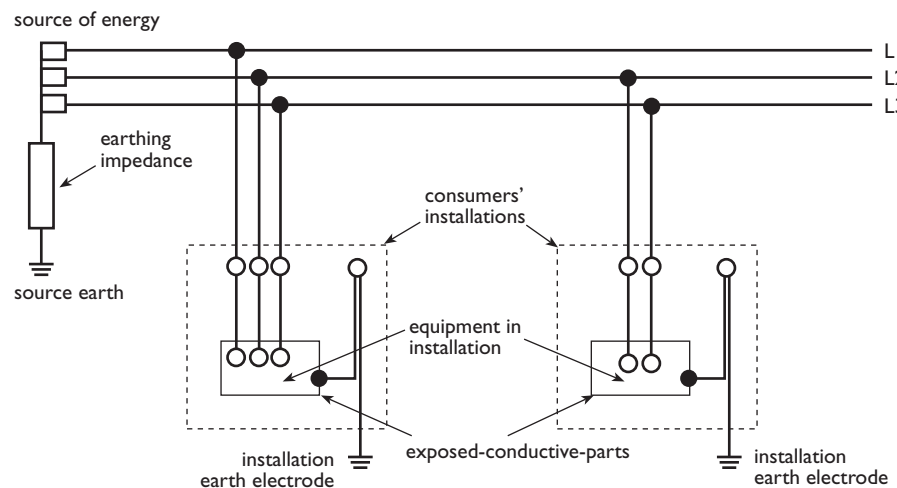 source of energy
L
L2
L3
earthing
impedance
consumers'
installations
source earth
equipment in
installation
exposed-conductive-parts
installation
earth electrode
installation
earth electrode